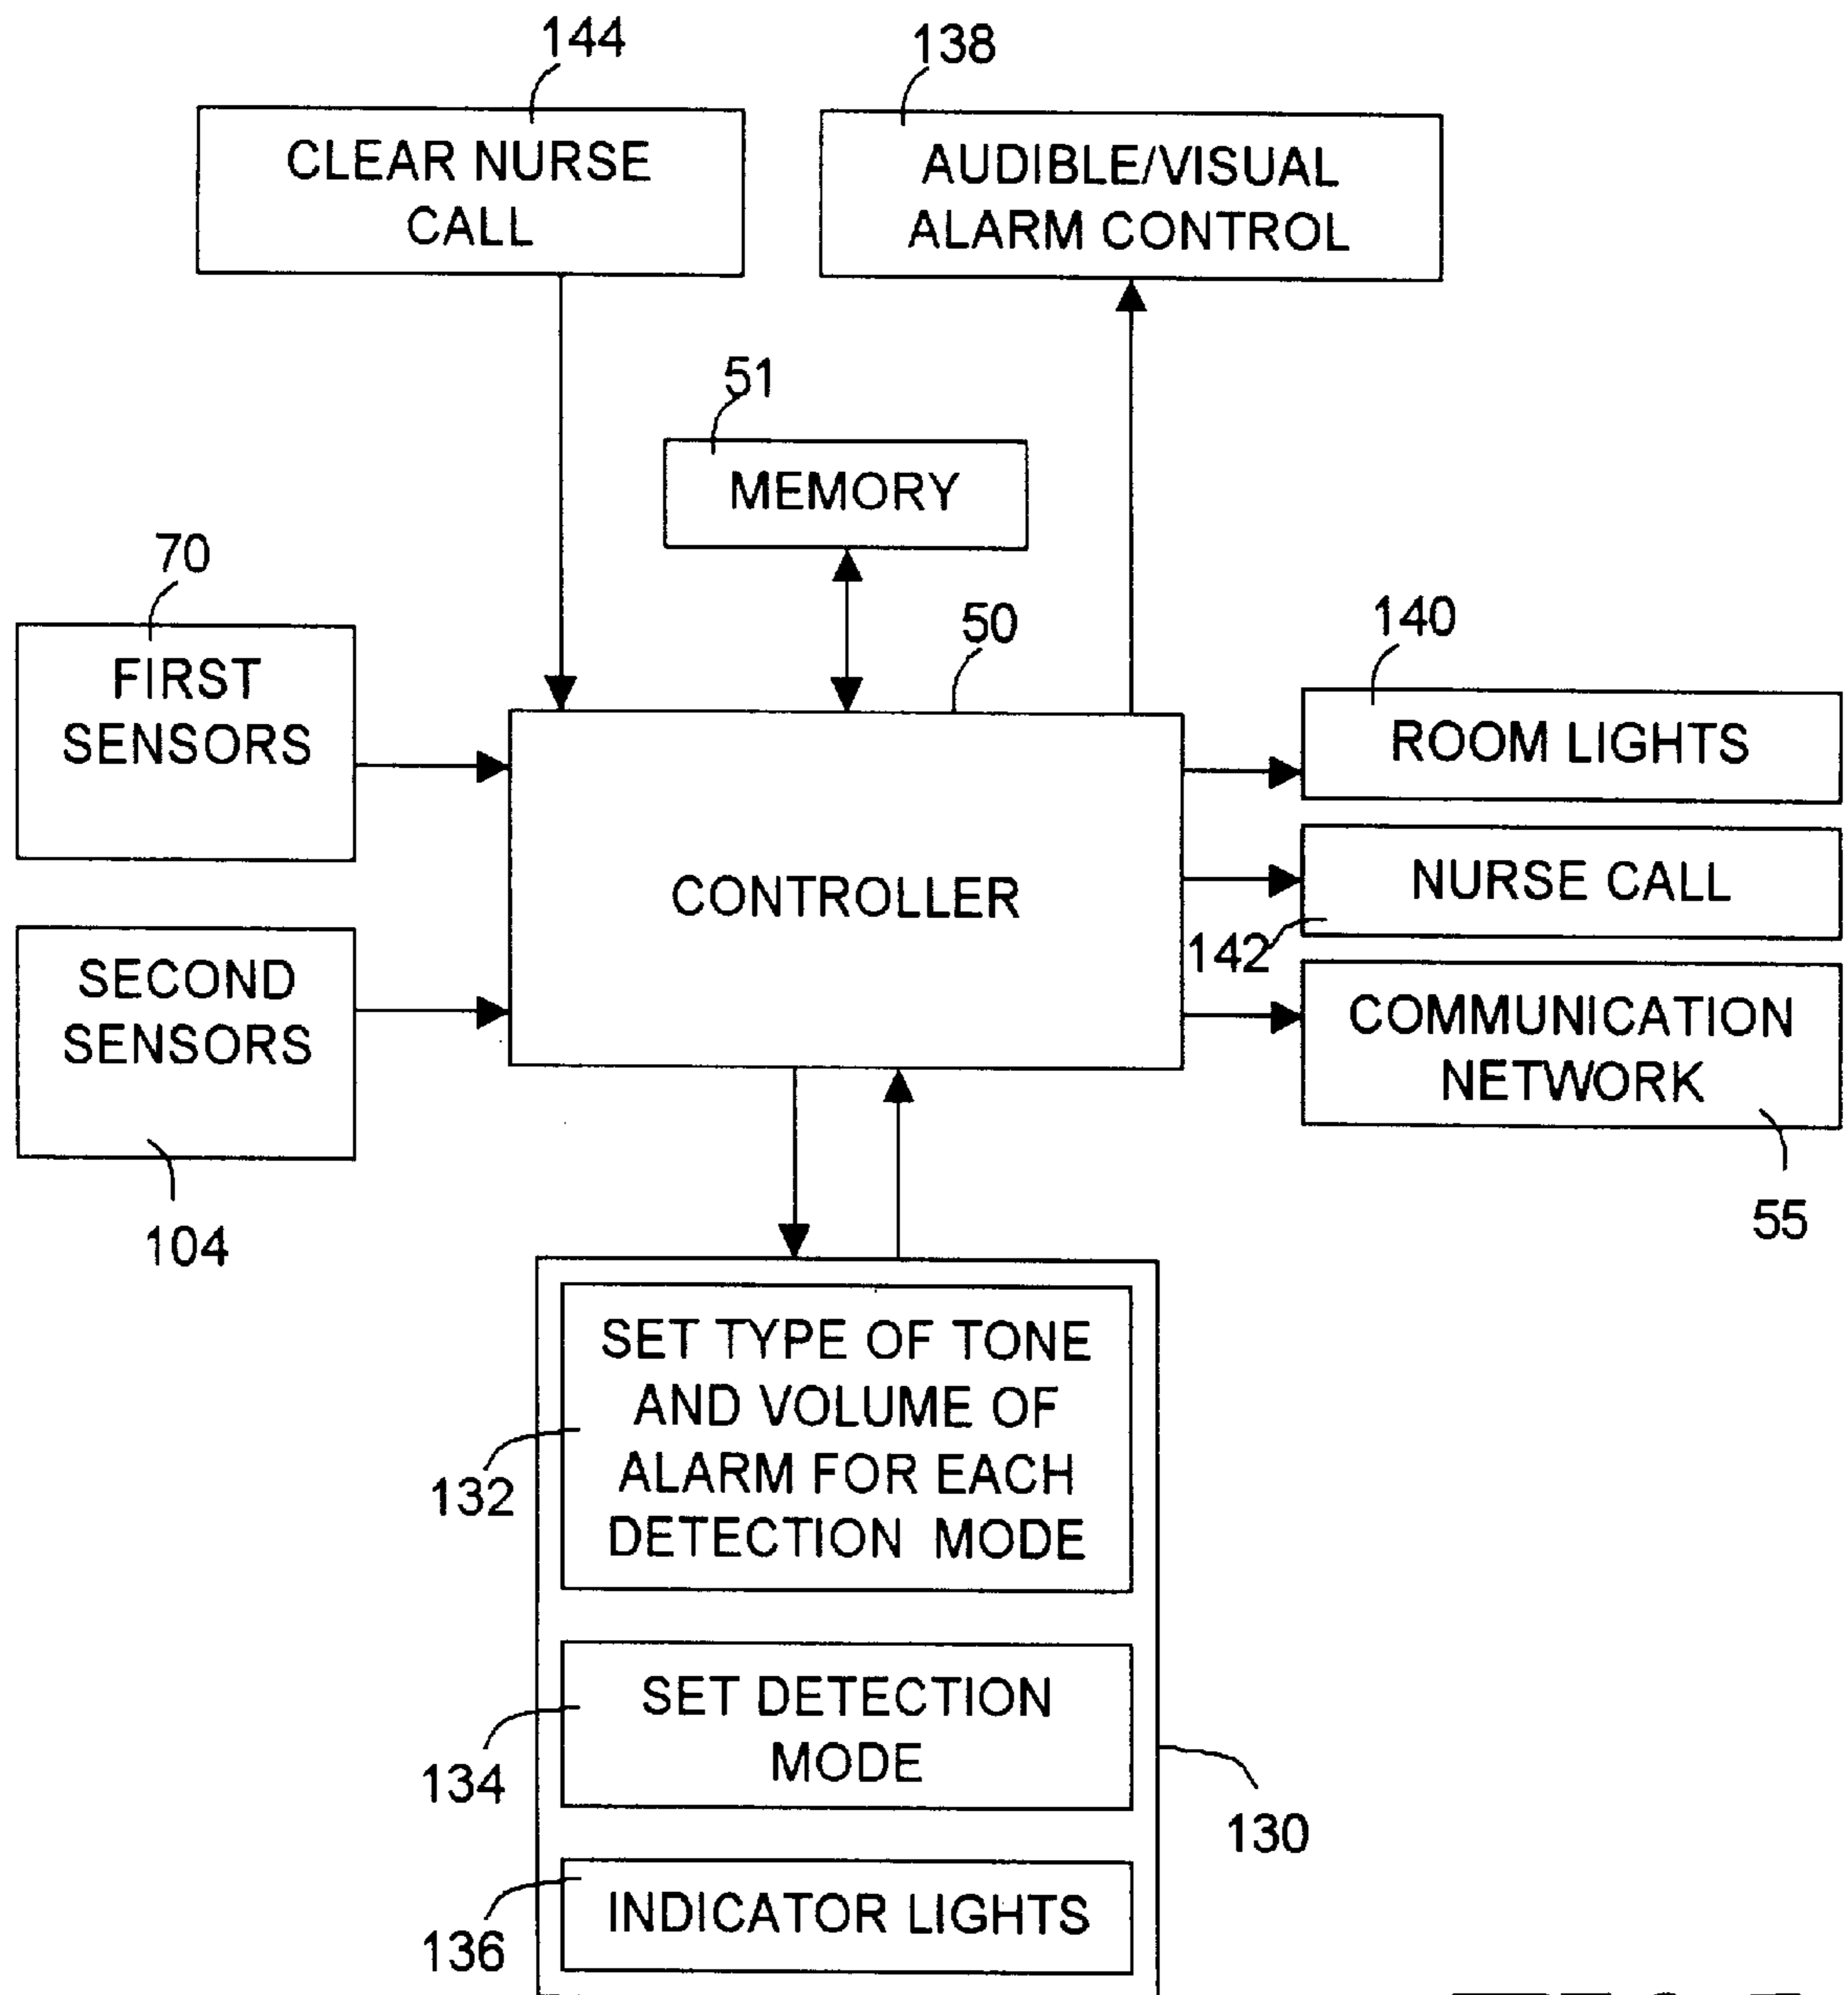 144
138
CLEAR NURSE
CALL
AUDIBLE/VISUAL
ALARM CONTROL
51
MEMORY
70
50
140
FIRST
SENSORS
ROOM LIGHTS
CONTROLLER
NURSE CALL
142
SECOND
SENSORS
COMMUNICATION
NETWORK
104
55
SET TYPE OF TONE
AND VOLUME OF
ALARM FOR EACH
DETECTION MODE
132
SET DETECTION
MODE
134
130
INDICATOR LIGHTS
136